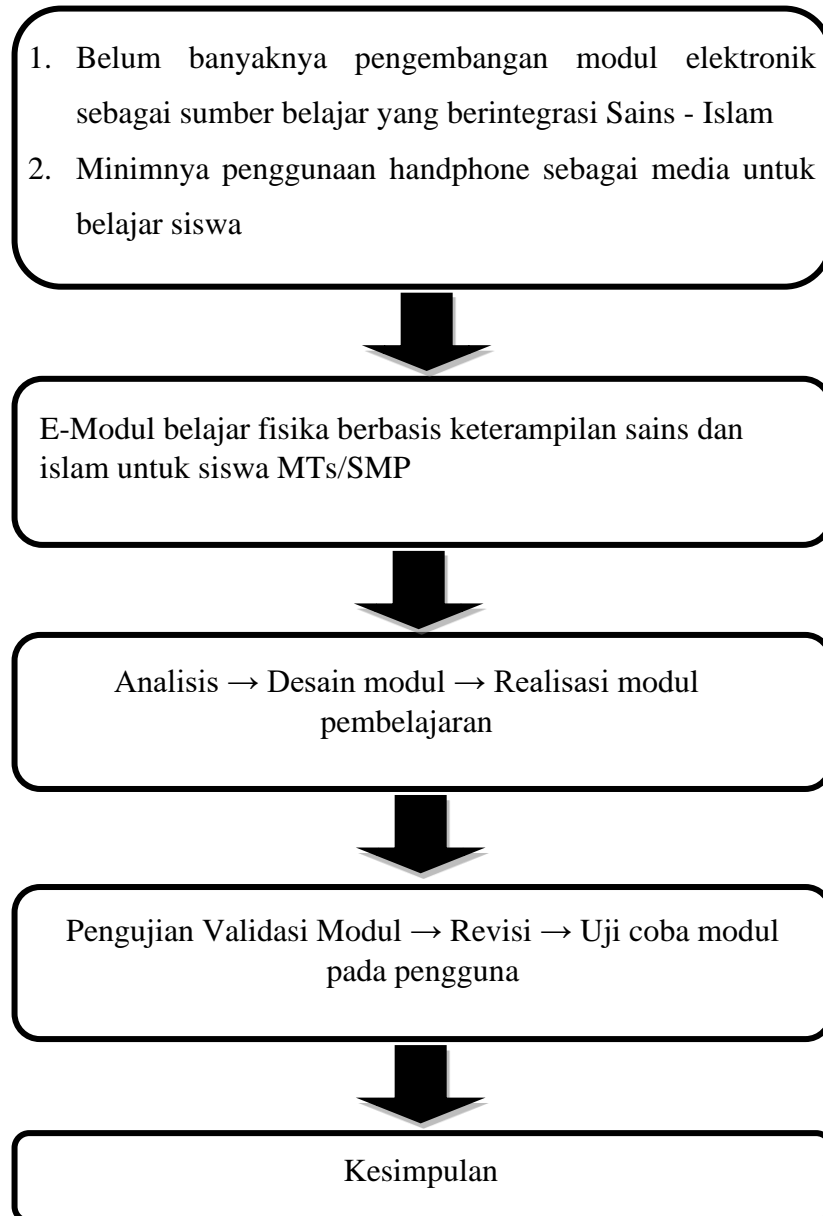 1. Belum banyaknya pengembangan modul elektronik
sebagai sumber belajar yang berintegrasi Sains - Islam
2. Minimnya penggunaan handphone sebagai media untuk
belajar siswa
E-Modul belajar fisika berbasis keterampilan sains dan
islam untuk siswa MTs/SMP
Analisis → Desain modul → Realisasi modul
pembelajaran
Pengujian Validasi Modul → Revisi → Uji coba modul
pada pengguna
Kesimpulan